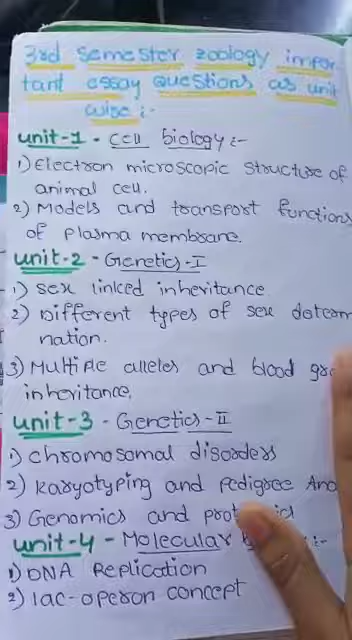 3rd semester zoology impor
tant essay questions as unit
wise :-
unit-1 - cell biology :-
1) Electron microscopic structure of
animal cell.
2) Models and transport functions
of plasma membrane.
unit-2 - Genetics-I
1) sex linked inheritance
2) Different types of sex determ
nation.
3) Multiple alleles and blood
inheritance.
unit-3 - Genetics-II
1) chromosomal disorders
2) Karyotyping and pedigree
3) Genomics and
unit-4 - Molecular
1) DNA Replication
2) lac-operon concept